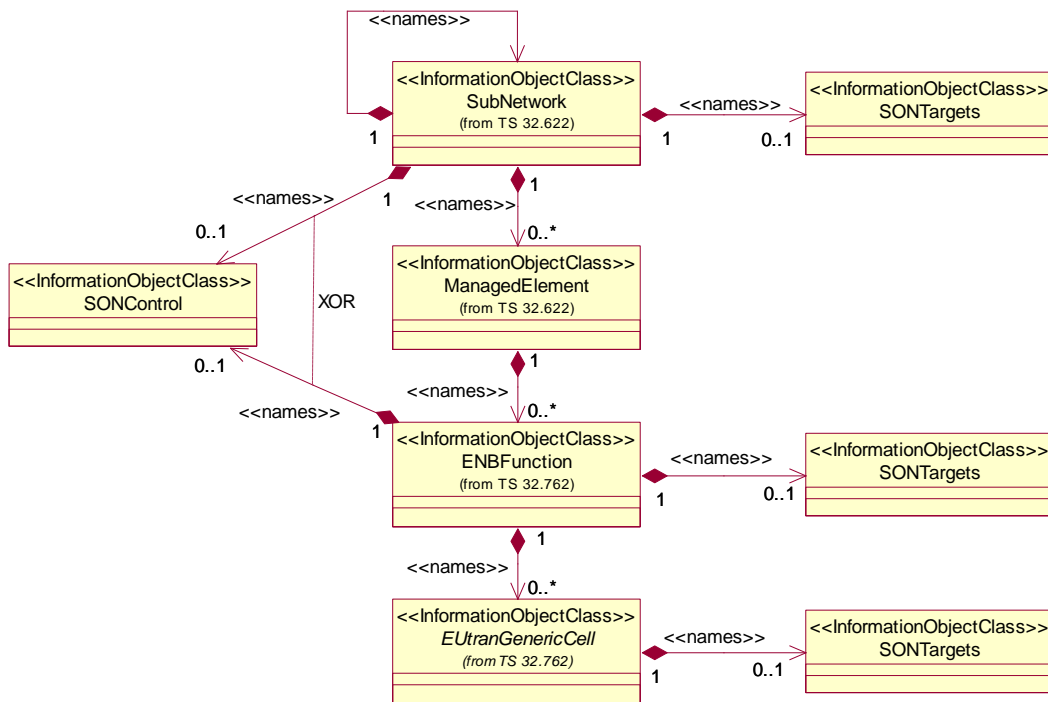 <<names>>
<<InformationObjectClass>>
SubNetwork
(from TS 32.622)
1
1
<<names>>
0..1
<<InformationObjectClass>>
SONTargets
1
<<names>>
0..1
1
<<names>>
0..*
<<InformationObjectClass>>
SONControl
XOR
<<InformationObjectClass>>
ManagedElement
(from TS 32.622)
1
<<names>>
0..*
0..1
<<names>>
1
<<InformationObjectClass>>
ENBFunction
(from TS 32.762)
1
<<names>>
0..1
<<InformationObjectClass>>
SONTargets
1
<<names>>
0..*
<<InformationObjectClass>>
EUtranGenericCell
(from TS 32.762)
1
<<names>>
0..1
<<InformationObjectClass>>
SONTargets